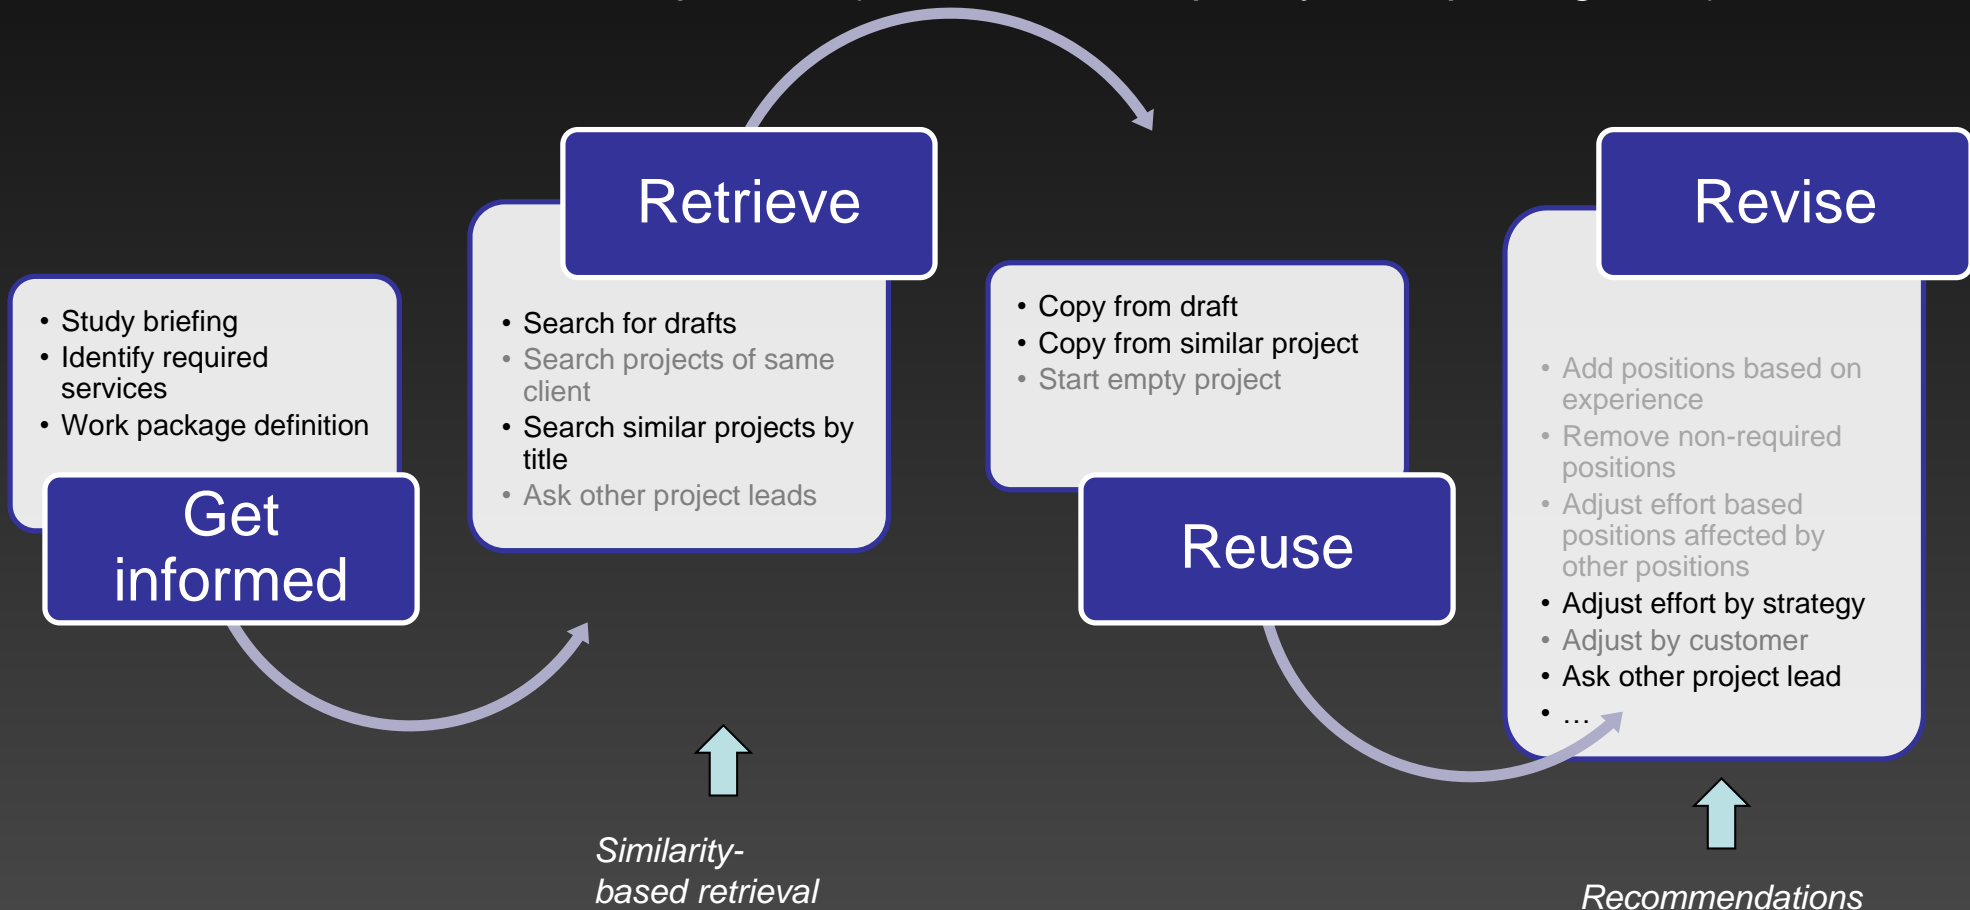 • Study briefing
• Identify required
services
• Work package definition
Get
informed
Retrieve
• Search for drafts
• Search projects of same
client
• Search similar projects by
title
• Ask other project leads
• Copy from draft
• Copy from similar project
• Start empty project
Reuse
Revise
• Add positions based on
experience
• Remove non-required
positions
• Adjust effort based
positions affected by
other positions
• Adjust effort by strategy
• Adjust by customer
• Ask other project lead
• …
Similarity-
based retrieval
Recommendations